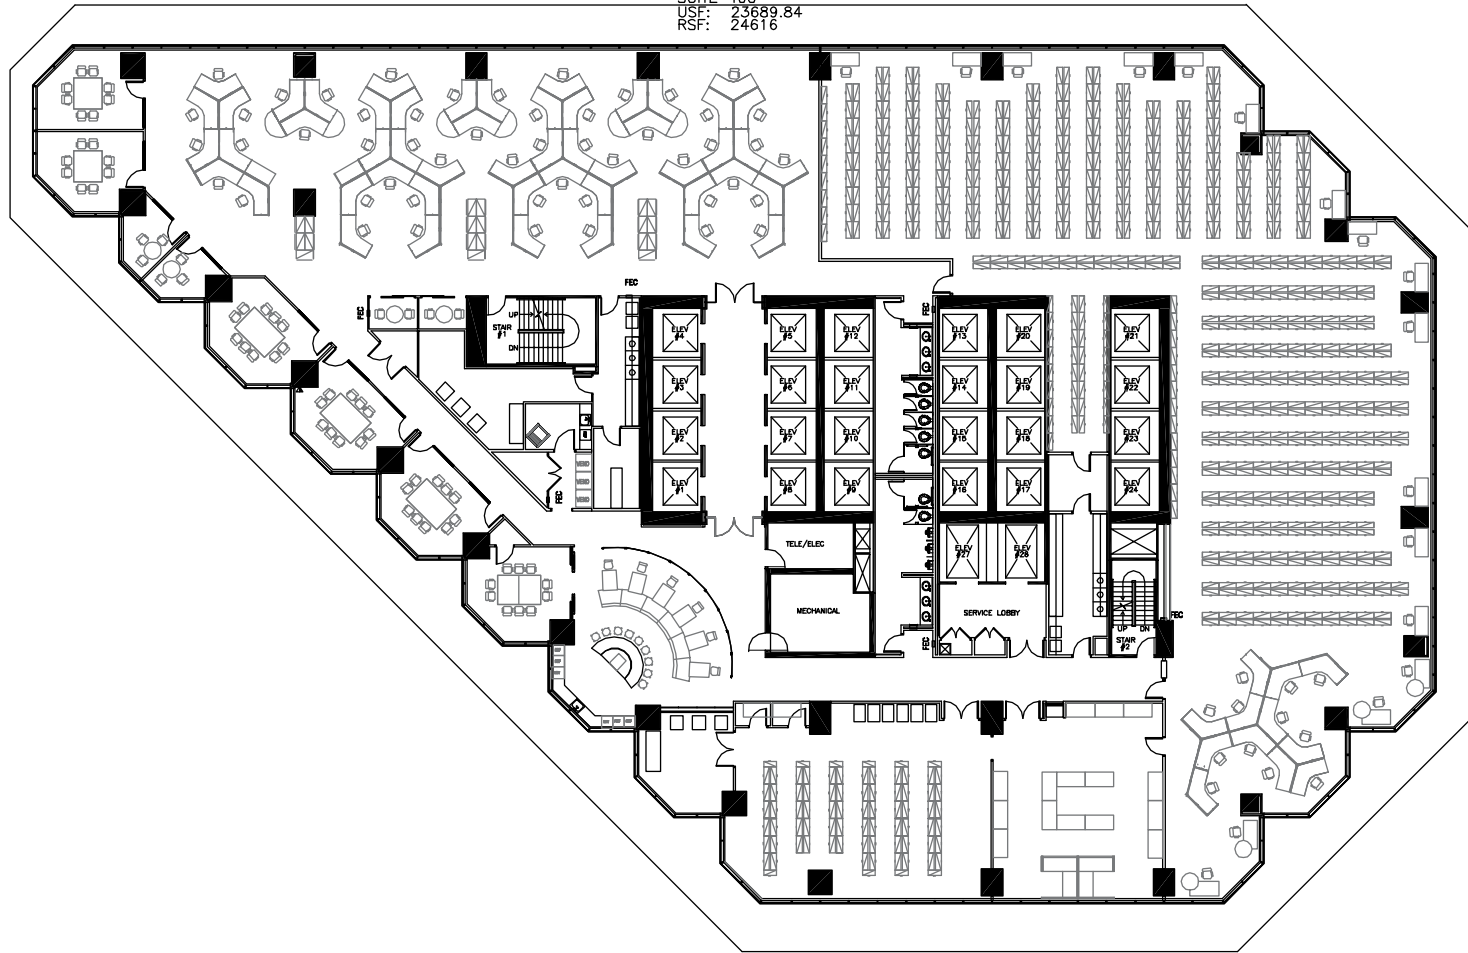 USF: 23689.84
RSF: 24616
FEC
FEC
UP
STAIR
#1
DN
ELEV
#4
ELEV
#5
ELEV
#12
FEC
ELEV
#13
ELEV
#20
ELEV
#21
ELEV
#3
ELEV
#6
ELEV
#11
ELEV
#14
ELEV
#19
ELEV
#22
ELEV
#2
ELEV
#7
ELEV
#10
ELEV
#15
ELEV
#18
ELEV
#23
VEND
VEND
VEND
FEC
ELEV
#1
ELEV
#8
ELEV
#9
ELEV
#16
ELEV
#17
ELEV
#24
TELE/ELEC
ELEV
#27
ELEV
#28
MECHANICAL
SERVICE LOBBY
FEC
UP
DN
STAIR
#2
FEC